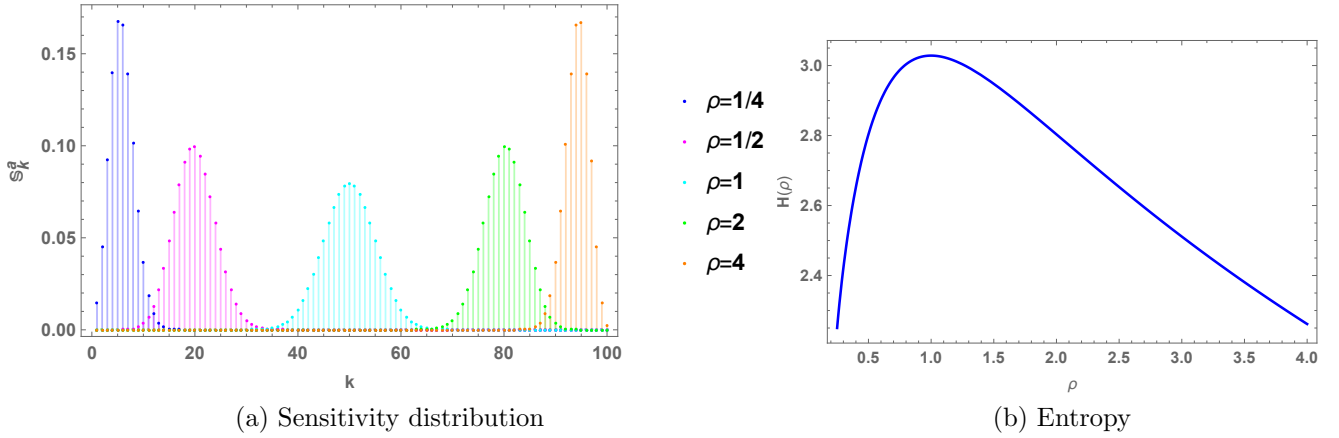 0.15
0.10
0.05
0.00
𝕊ₖᵃ
0 20 40 60 80 100
k
ρ=1/4
ρ=1/2
ρ=1
ρ=2
ρ=4
(a) Sensitivity distribution
3.0
2.8
2.6
2.4
H(ρ)
0.5 1.0 1.5 2.0 2.5 3.0 3.5 4.0
ρ
(b) Entropy